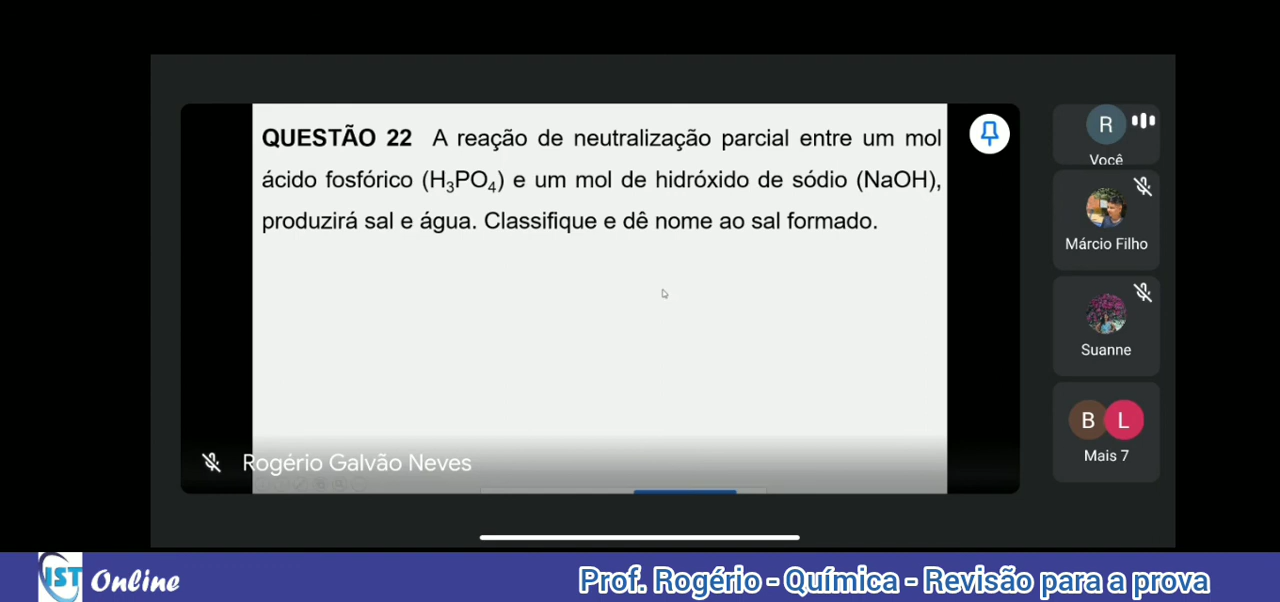 QUESTÃO 22 A reação de neutralização parcial entre um mol
ácido fosfórico (H₃PO₄) e um mol de hidróxido de sódio (NaOH),
produzirá sal e água. Classifique e dê nome ao sal formado.
Rogério Galvão Neves
R
Você
Márcio Filho
Suanne
B L
Mais 7
IST Online
Prof. Rogério - Química - Revisão para a prova